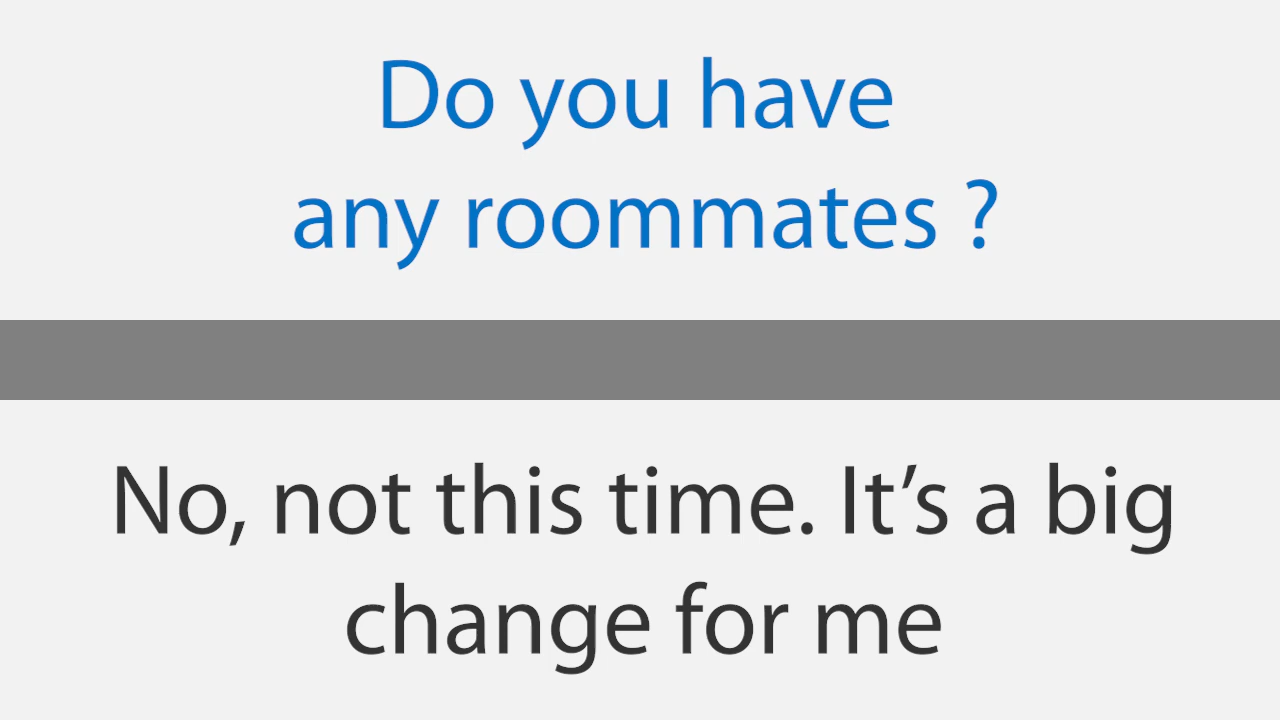 Do you have
any roommates ?
No, not this time. It’s a big
change for me